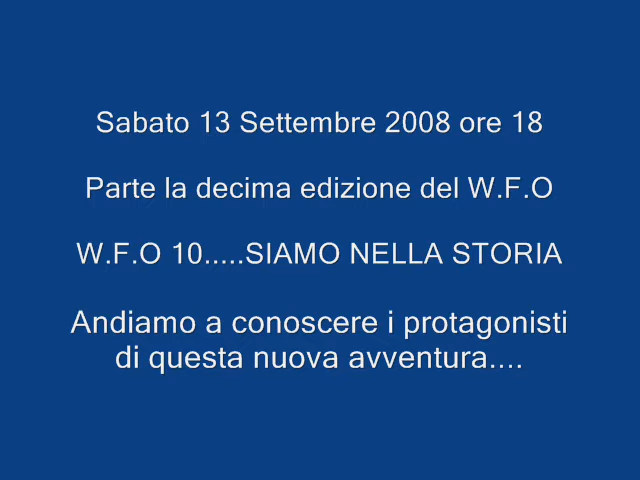 Sabato 13 Settembre 2008 ore 18
Parte la decima edizione del W.F.O
W.F.O 10.....SIAMO NELLA STORIA
Andiamo a conoscere i protagonisti
di questa nuova avventura....